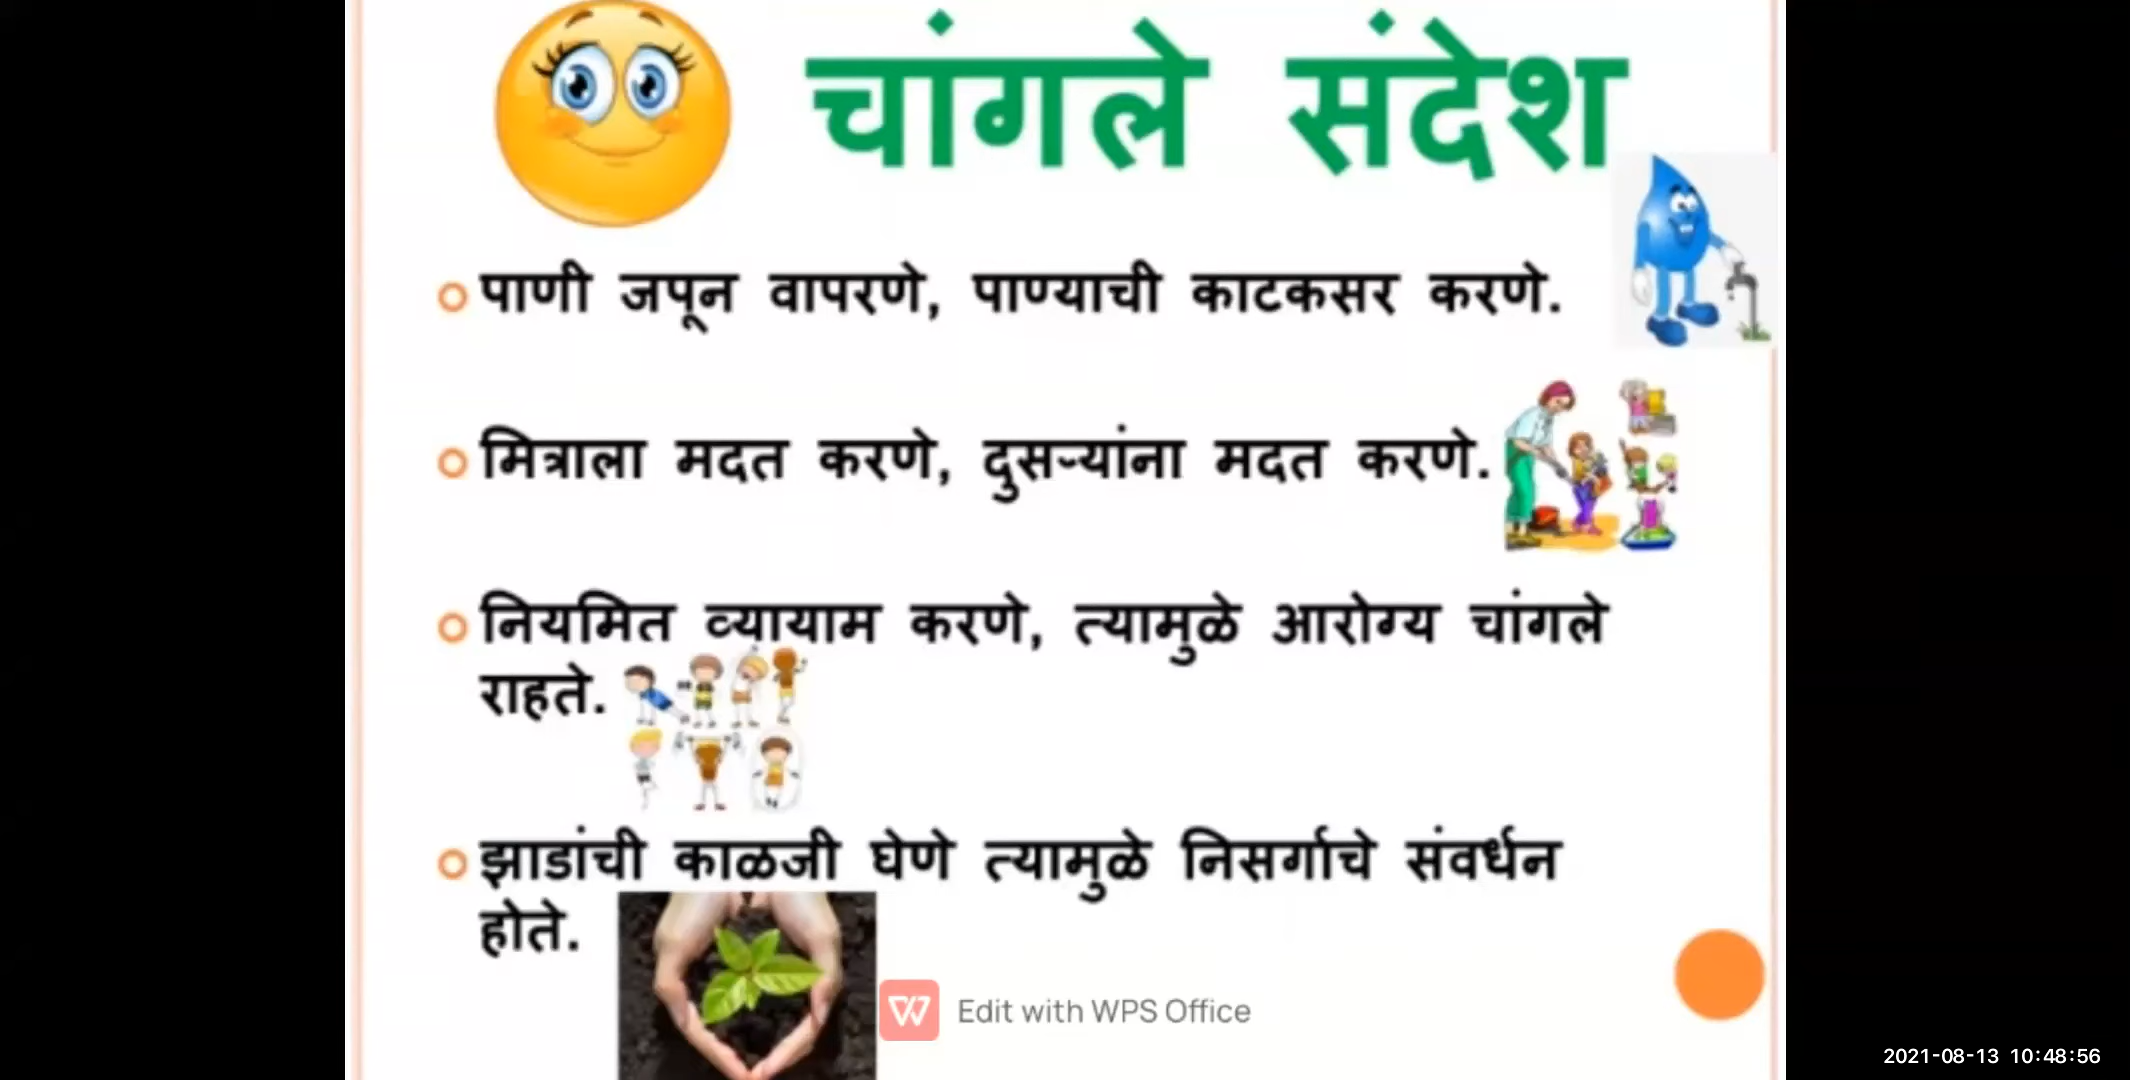 चांगले संदेश
पाणी जपून वापरणे, पाण्याची काटकसर करणे.
मित्राला मदत करणे, दुसऱ्यांना मदत करणे.
नियमित व्यायाम करणे, त्यामुळे आरोग्य चांगले
राहते.
झाडांची काळजी घेणे त्यामुळे निसर्गाचे संवर्धन
होते.
Edit with WPS Office
2021-08-13 10:48:56